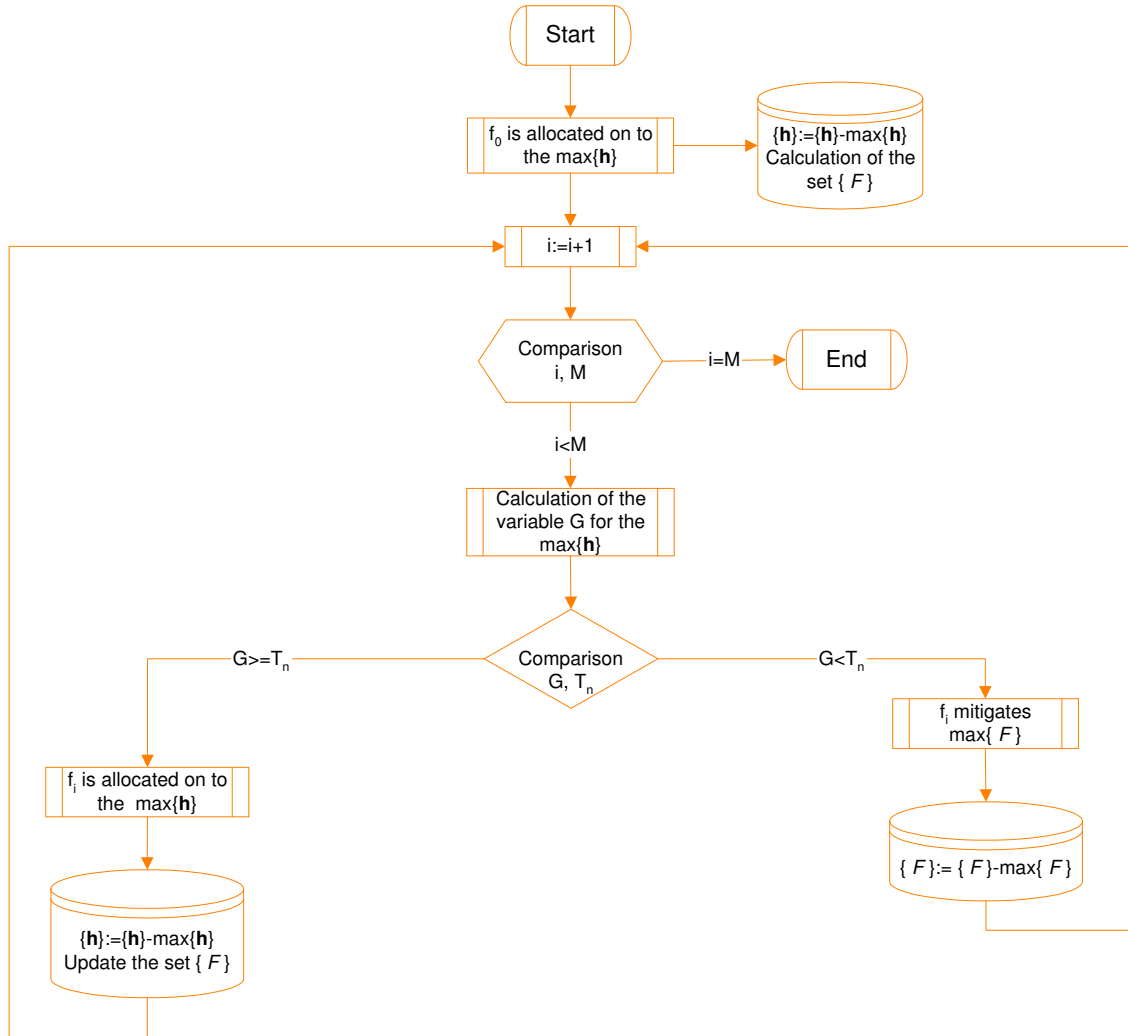 Start
f₀ is allocated on to
the max{h}
{h}:={h}-max{h}
Calculation of the
set { F }
i:=i+1
Comparison
i, M
i=M
End
i<M
Calculation of the
variable G for the
max{h}
Comparison
G, Tₙ
G>=Tₙ
G<Tₙ
fᵢ mitigates
max{ F }
fᵢ is allocated on to
the max{h}
{ F }:= { F }-max{ F }
{h}:={h}-max{h}
Update the set { F }